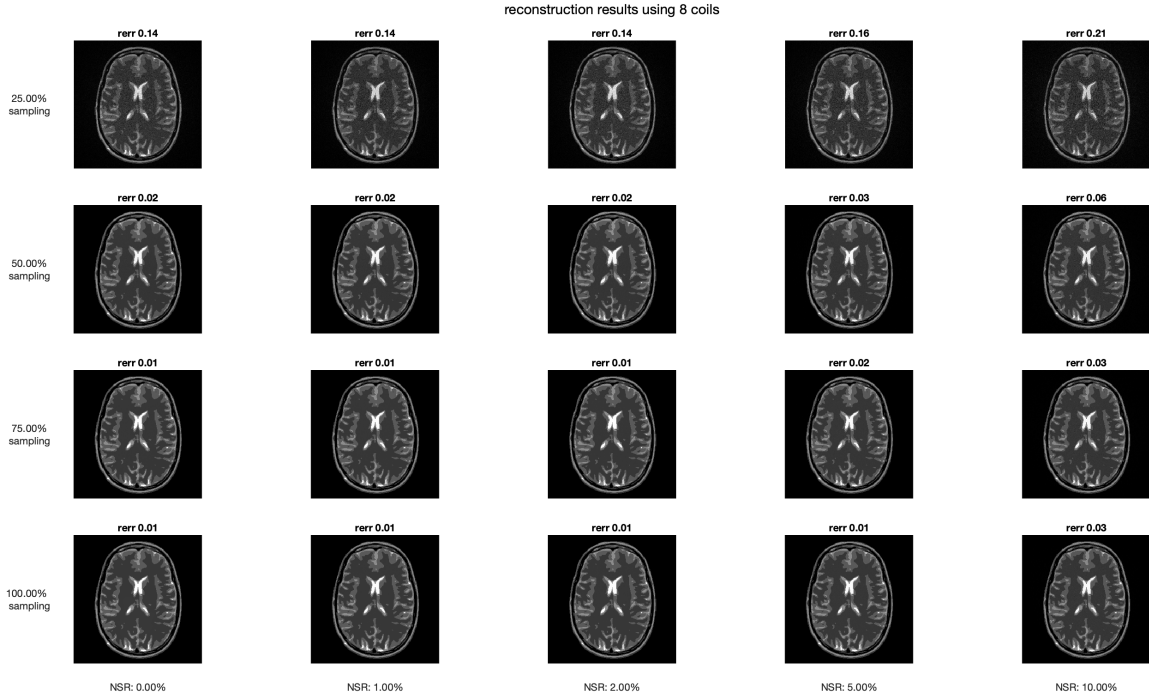 reconstruction results using 8 coils
rerr 0.14
rerr 0.14
rerr 0.14
rerr 0.16
rerr 0.21
25.00%
sampling
rerr 0.02
rerr 0.02
rerr 0.02
rerr 0.03
rerr 0.06
50.00%
sampling
rerr 0.01
rerr 0.01
rerr 0.01
rerr 0.02
rerr 0.03
75.00%
sampling
rerr 0.01
rerr 0.01
rerr 0.01
rerr 0.01
rerr 0.03
100.00%
sampling
NSR: 0.00%
NSR: 1.00%
NSR: 2.00%
NSR: 5.00%
NSR: 10.00%